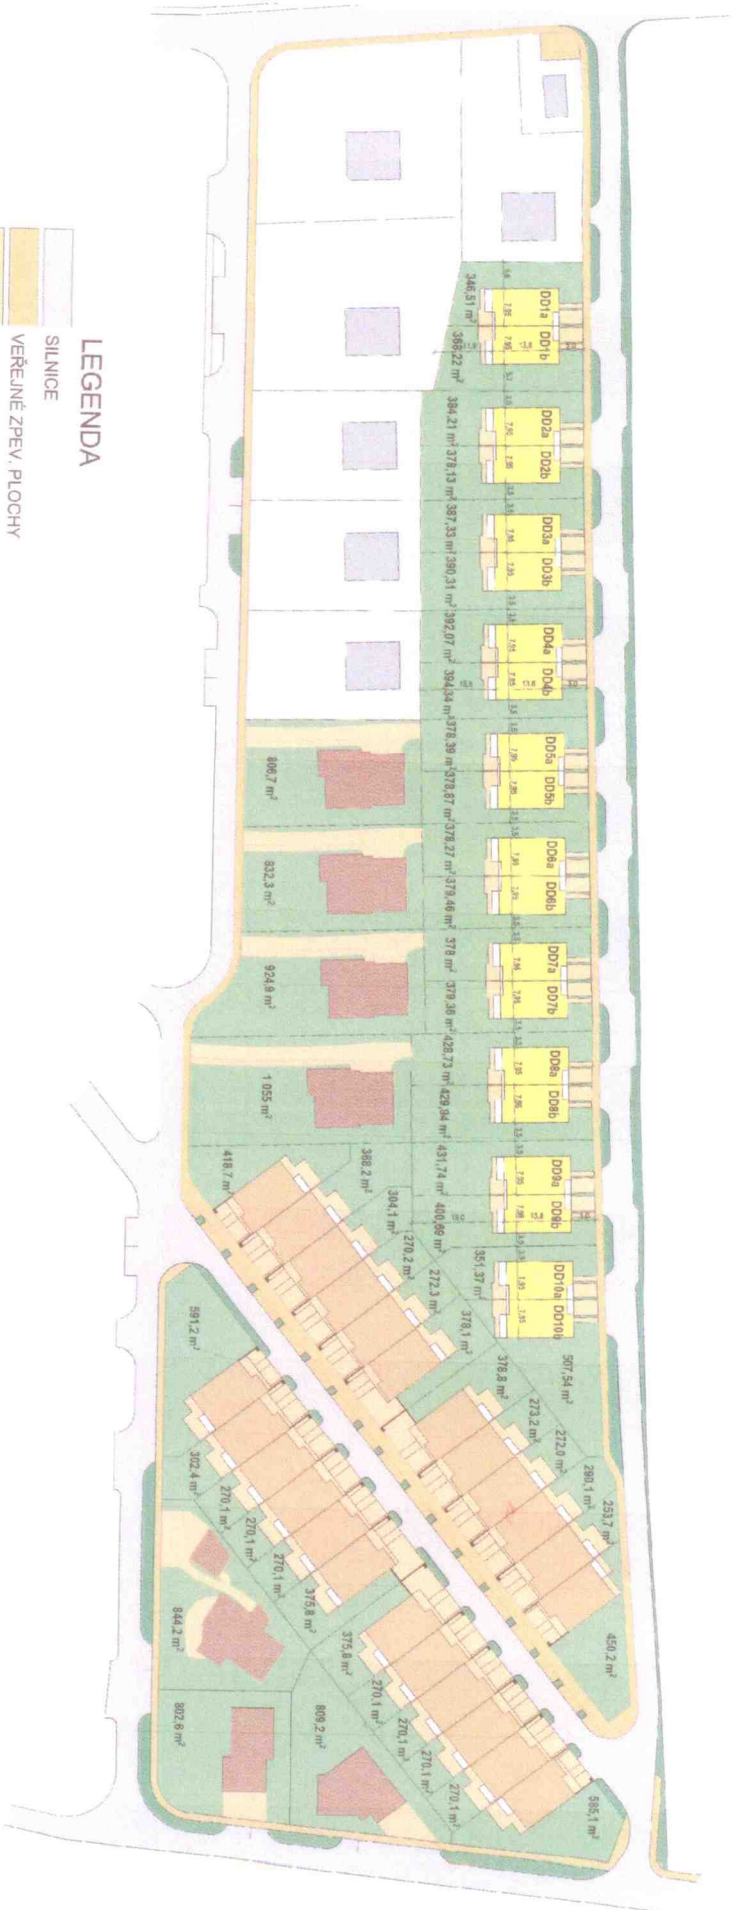 DD1a DD1b
DD2a DD2b
DD3a DD3b
DD4a DD4b
DD5a DD5b
DD6a DD6b
DD7a DD7b
DD8a DD8b
DD9a DD9b
DD10a DD10b
346,51 m²
368,22 m²
384,21 m²
378,13 m²
387,33 m²
390,31 m²
392,07 m²
394,34 m²
378,39 m²
378,87 m²
378,27 m²
379,46 m²
378 m²
379,36 m²
428,73 m²
429,94 m²
431,74 m²
400,69 m²
351,37 m²
507,54 m²
806,7 m²
832,3 m²
924,9 m²
1 055 m²
418,7 m²
368,2 m²
304,1 m²
270,2 m²
272,3 m²
378,1 m²
378,8 m²
273,2 m²
272,0 m²
290,1 m²
253,7 m²
450,2 m²
591,2 m²
302,4 m²
270,1 m²
270,1 m²
270,1 m²
375,8 m²
375,8 m²
270,1 m²
270,1 m²
270,1 m²
270,1 m²
585,1 m²
844,2 m²
802,6 m²
809,2 m²
LEGENDA
SILNICE
VEŘEJNÉ ZPEV. PLOCHY